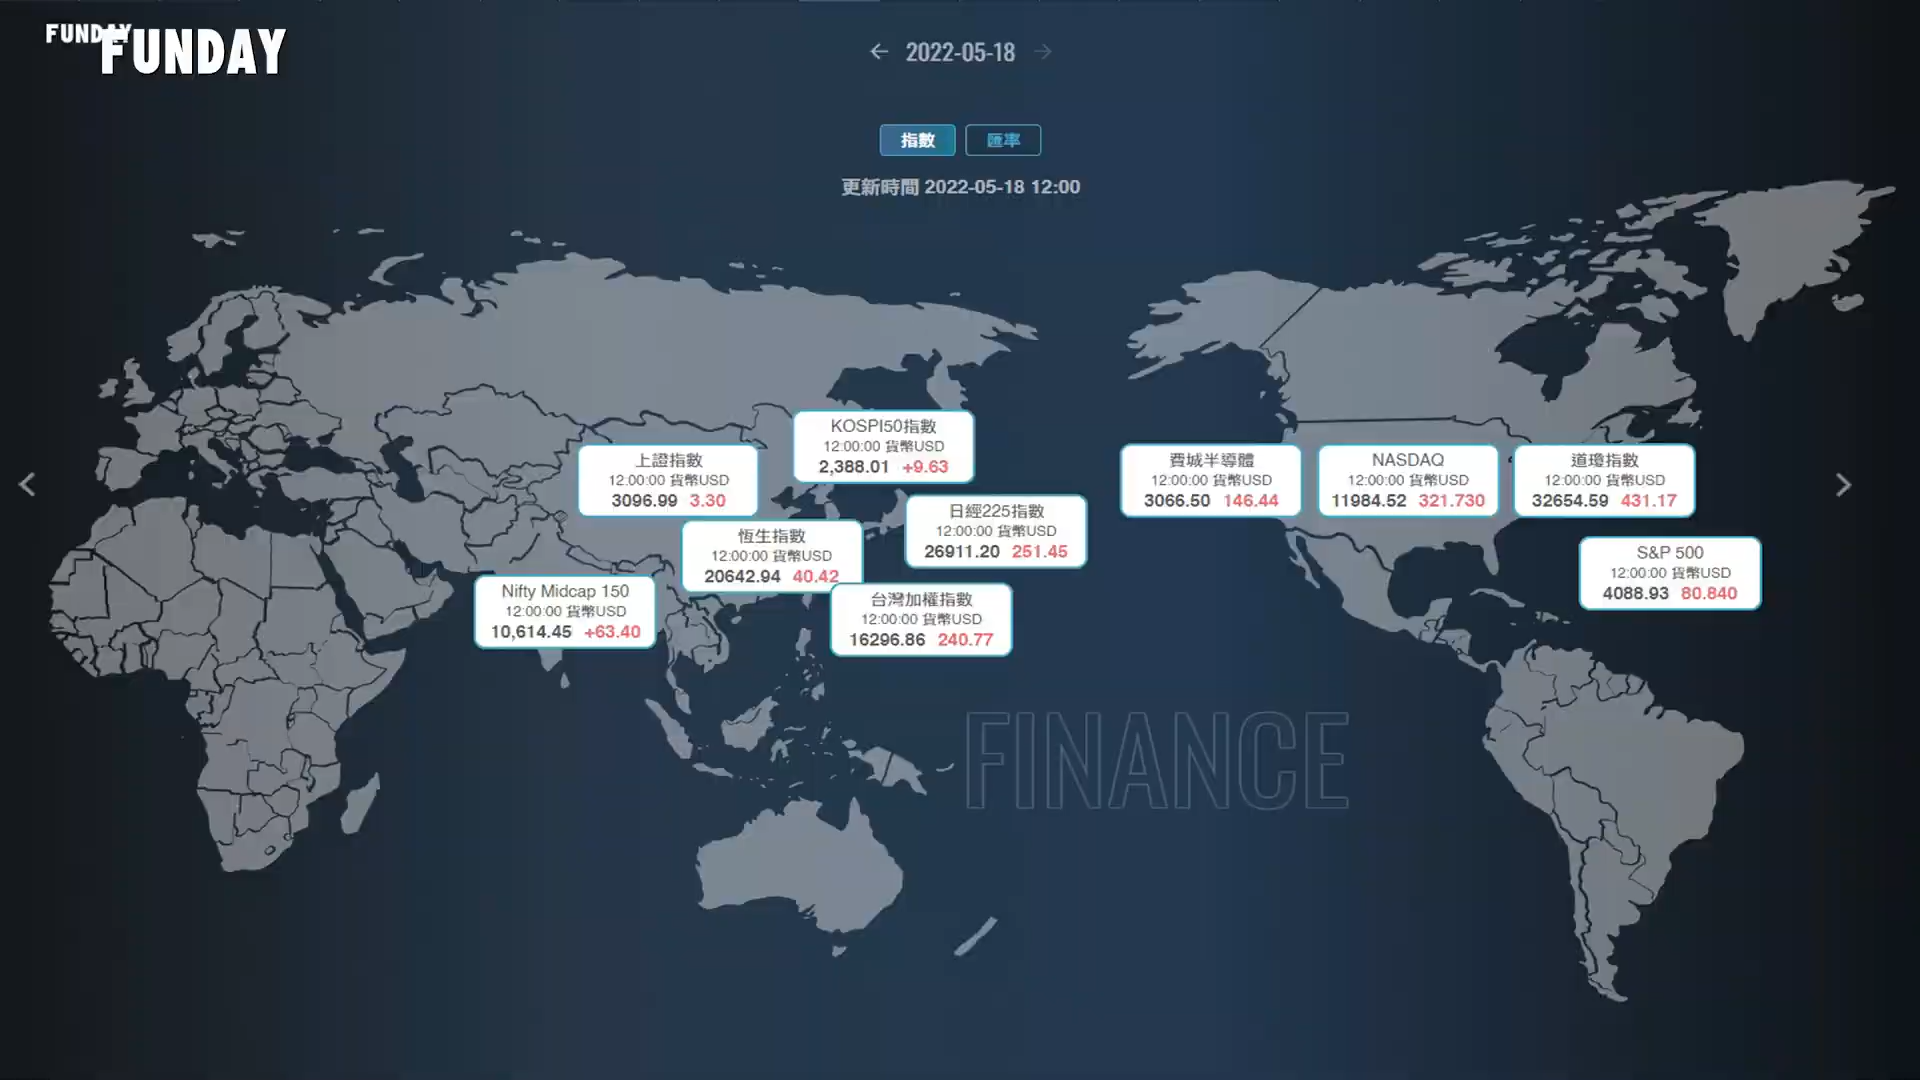 FUNDAY
FUNDAY
2022-05-18
指數
匯率
更新時間 2022-05-18 12:00
KOSPI50指數
12:00:00 貨幣USD
2,388.01 +9.63
上證指數
12:00:00 貨幣USD
3096.99 3.30
費城半導體
12:00:00 貨幣USD
3066.50 146.44
NASDAQ
12:00:00 貨幣USD
11984.52 321.730
道瓊指數
12:00:00 貨幣USD
32654.59 431.17
日經225指數
12:00:00 貨幣USD
26911.20 251.45
恆生指數
12:00:00 貨幣USD
20642.94 40.42
S&P 500
12:00:00 貨幣USD
4088.93 80.840
Nifty Midcap 150
12:00:00 貨幣USD
10,614.45 +63.40
台灣加權指數
12:00:00 貨幣USD
16296.86 240.77
FINANCE